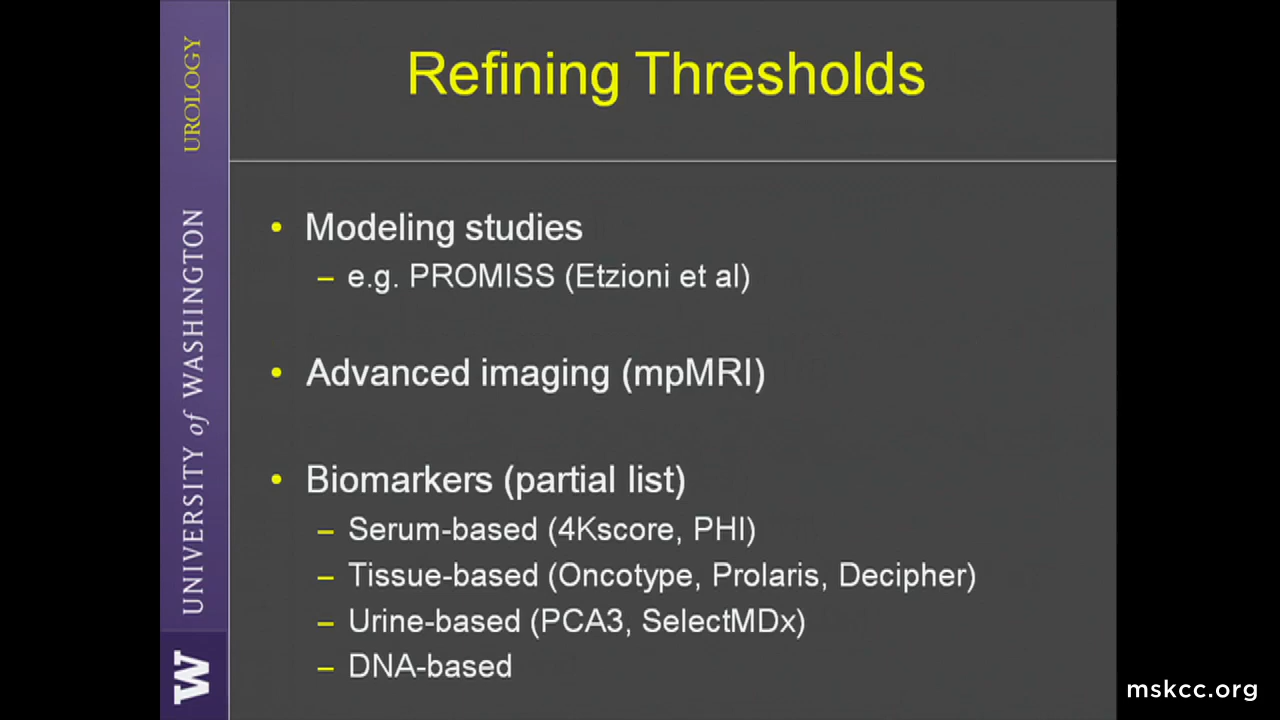 Refining Thresholds
UROLOGY
UNIVERSITY of WASHINGTON
W
• Modeling studies
– e.g. PROMISS (Etzioni et al)
• Advanced imaging (mpMRI)
• Biomarkers (partial list)
– Serum-based (4Kscore, PHI)
– Tissue-based (Oncotype, Prolaris, Decipher)
– Urine-based (PCA3, SelectMDx)
– DNA-based
mskcc.org